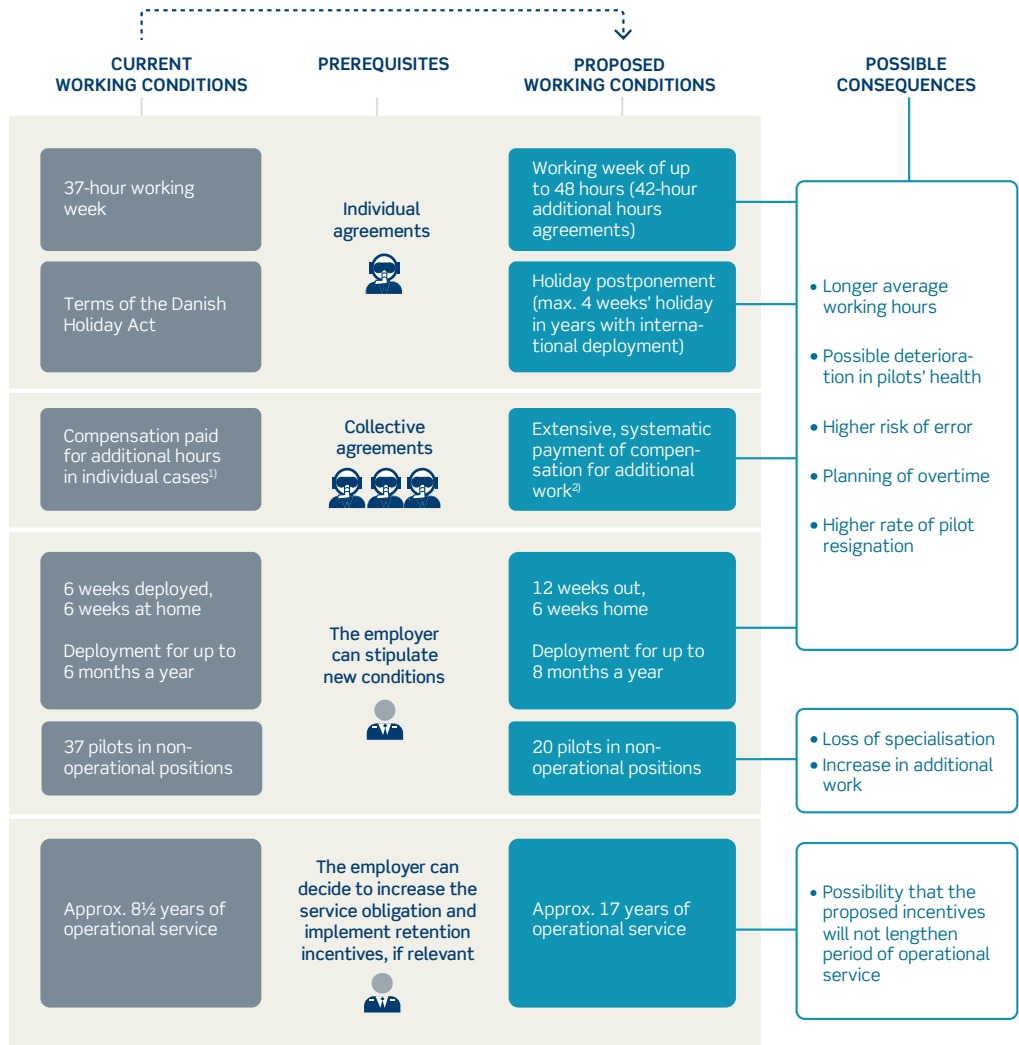 CURRENT
WORKING CONDITIONS
PREREQUISITES
PROPOSED
WORKING CONDITIONS
POSSIBLE
CONSEQUENCES
37-hour working
week
Individual
agreements
Working week of up
to 48 hours (42-hour
additional hours
agreements)
Terms of the Danish
Holiday Act
Holiday postponement
(max. 4 weeks’ holiday
in years with interna-
tional deployment)
Compensation paid
for additional hours
in individual cases¹⁾
Collective
agreements
Extensive, systematic
payment of compen-
sation for additional
work²⁾
6 weeks deployed,
6 weeks at home
Deployment for up to
6 months a year
The employer
can stipulate
new conditions
12 weeks out,
6 weeks home
Deployment for up to
8 months a year
37 pilots in non-
operational positions
20 pilots in non-
operational positions
Approx. 8½ years of
operational service
The employer can
decide to increase the
service obligation and
implement retention
incentives, if relevant
Approx. 17 years of
operational service
• Longer average
working hours
• Possible deteriora-
tion in pilots’ health
• Higher risk of error
• Planning of overtime
• Higher rate of pilot
resignation
• Loss of specialisation
• Increase in additional
work
• Possibility that the
proposed incentives
will not lengthen
period of operational
service